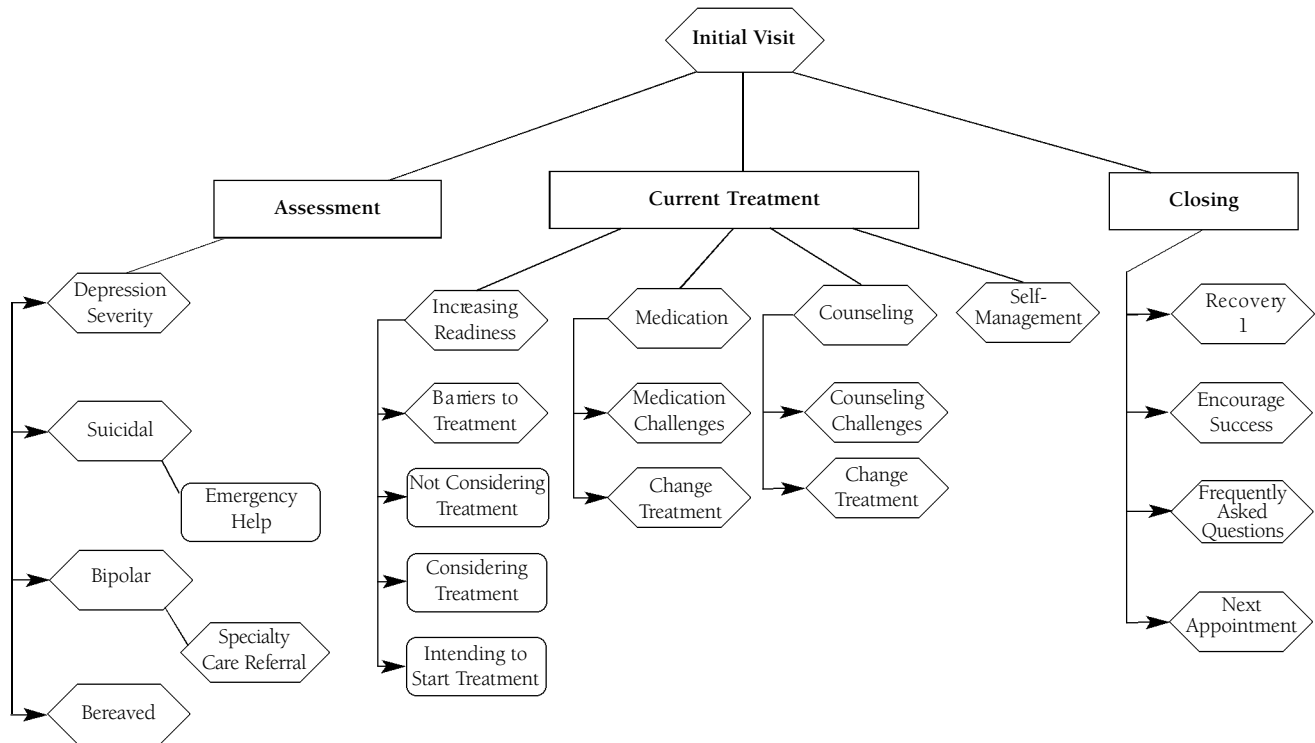 Initial Visit
Assessment
Current Treatment
Closing
Depression
Severity
Suicidal
Emergency
Help
Bipolar
Specialty
Care Referral
Bereaved
Increasing
Readiness
Barriers to
Treatment
Not Considering
Treatment
Considering
Treatment
Intending to
Start Treatment
Medication
Medication
Challenges
Change
Treatment
Counseling
Counseling
Challenges
Change
Treatment
Self-
Management
Recovery
1
Encourage
Success
Frequently
Asked
Questions
Next
Appointment